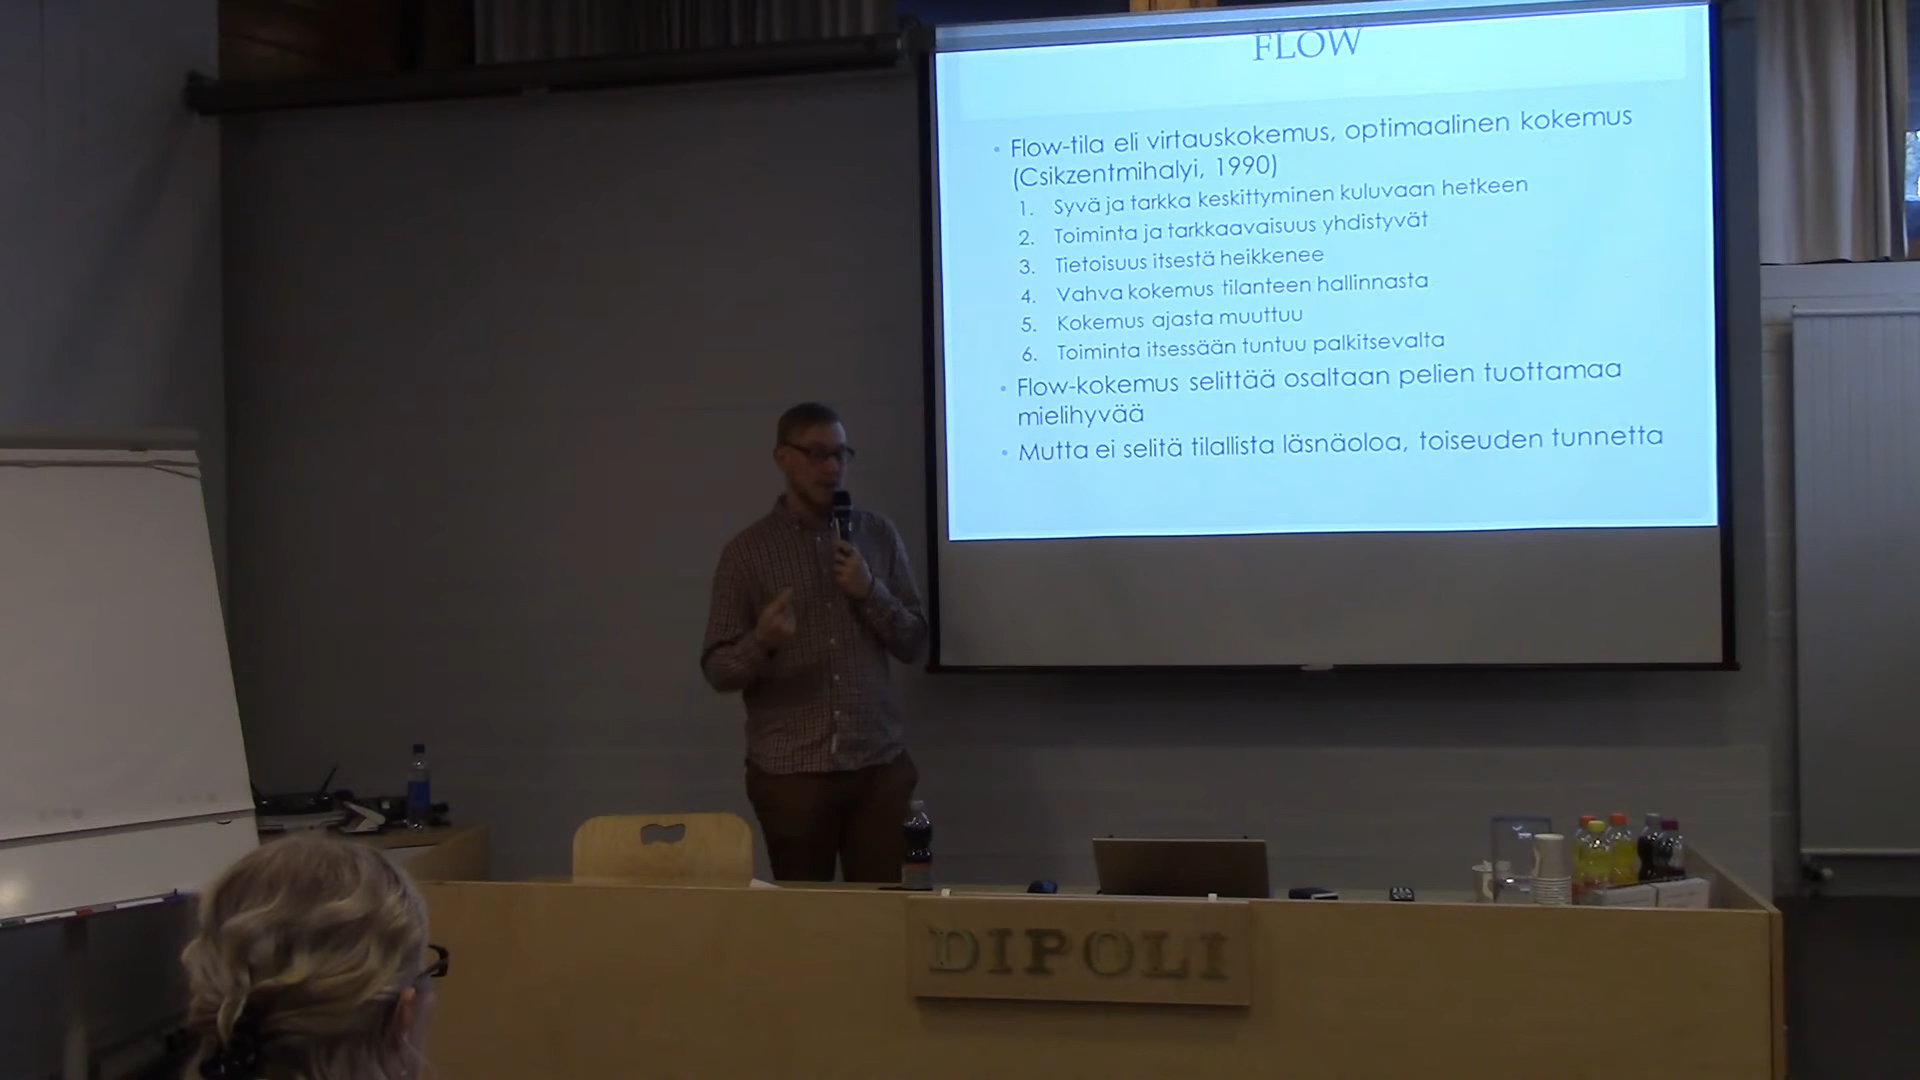 FLOW
• Flow-tila eli virtauskokemus, optimaalinen kokemus
(Csikzentmihalyi, 1990)
1. Syvä ja tarkka keskittyminen kuluvaan hetkeen
2. Toiminta ja tarkkaavaisuus yhdistyvät
3. Tietoisuus itsestä heikkenee
4. Vahva kokemus tilanteen hallinnasta
5. Kokemus ajasta muuttuu
6. Toiminta itsessään tuntuu palkitsevalta
• Flow-kokemus selittää osaltaan pelien tuottamaa
mielihyvää
• Mutta ei selitä tilallista läsnäoloa, toiseuden tunnetta
DIPOLI